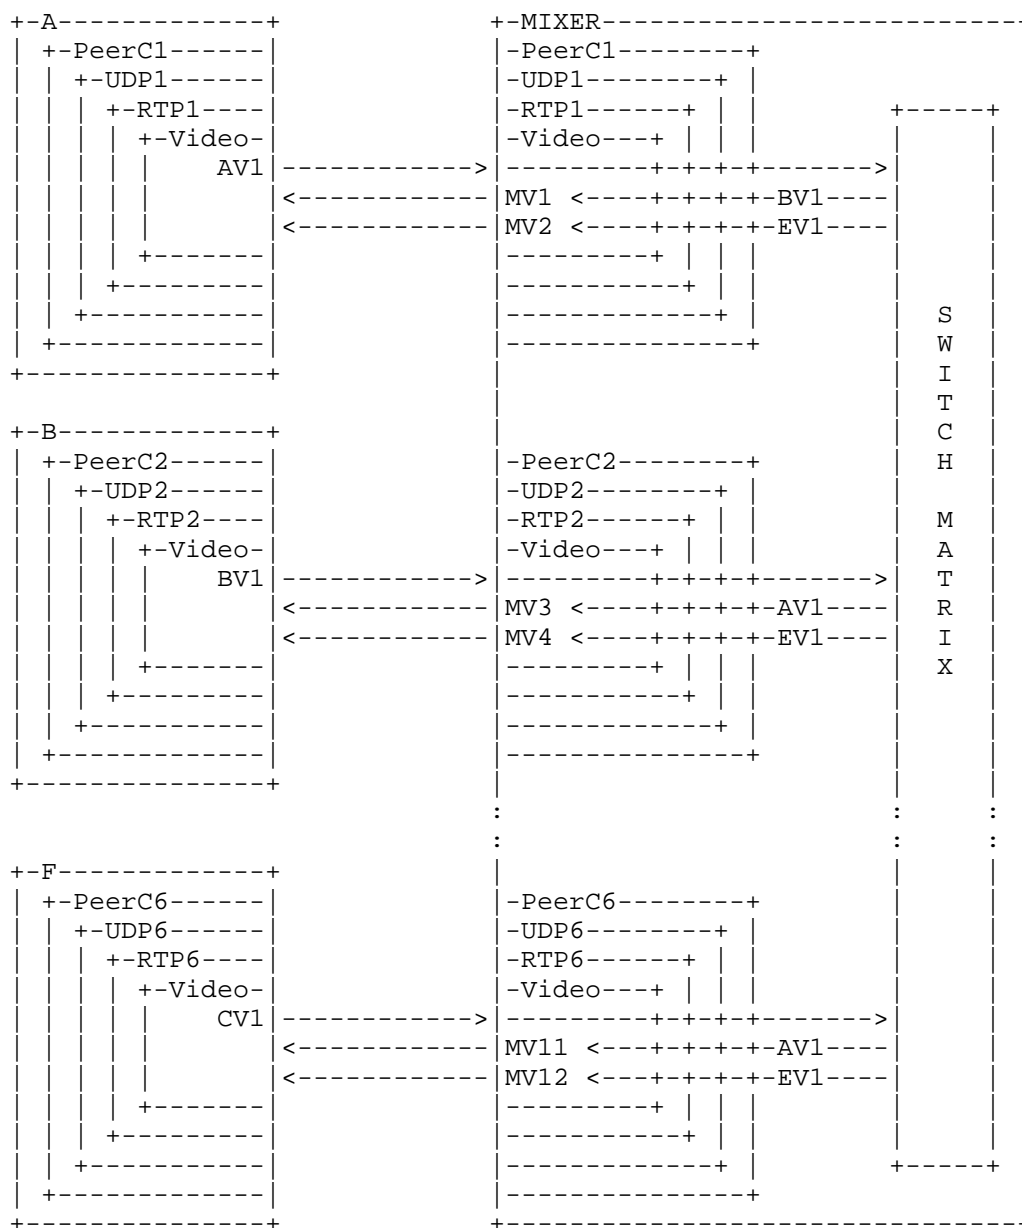 +-A-------------+             +-MIXER--------------------------
| +-PeerC1------|             |-PeerC1--------+
| | +-UDP1------|             |-UDP1--------+ |
| | | +-RTP1----|             |-RTP1------+ | |        +-----+
| | | | +-Video-|             |-Video---+ | | |        |     |
| | | | |    AV1|------------>|---------+-+-+-+------->|     |
| | | | |       |<------------|MV1 <----+-+-+-+-BV1----|     |
| | | | |       |<------------|MV2 <----+-+-+-+-EV1----|     |
| | | | +-------|             |---------+ | | |        |     |
| | | +---------|             |-----------+ | |        |     |
| | +-----------|             |-------------+ |        |  S  |
| +-------------|             |---------------+        |  W  |
+---------------+             |                        |  I  |
                              |                        |  T  |
+-B-------------+             |                        |  C  |
| +-PeerC2------|             |-PeerC2--------+        |  H  |
| | +-UDP2------|             |-UDP2--------+ |        |     |
| | | +-RTP2----|             |-RTP2------+ | |        |  M  |
| | | | +-Video-|             |-Video---+ | | |        |  A  |
| | | | |    BV1|------------>|---------+-+-+-+------->|  T  |
| | | | |       |<------------|MV3 <----+-+-+-+-AV1----|  R  |
| | | | |       |<------------|MV4 <----+-+-+-+-EV1----|  I  |
| | | | +-------|             |---------+ | | |        |  X  |
| | | +---------|             |-----------+ | |        |     |
| | +-----------|             |-------------+ |        |     |
| +-------------|             |---------------+        |     |
+---------------+             |                        |     |
                              :                        :     :
                              :                        :     :
+-F-------------+             |                        |     |
| +-PeerC6------|             |-PeerC6--------+        |     |
| | +-UDP6------|             |-UDP6--------+ |        |     |
| | | +-RTP6----|             |-RTP6------+ | |        |     |
| | | | +-Video-|             |-Video---+ | | |        |     |
| | | | |    CV1|------------>|---------+-+-+-+------->|     |
| | | | |       |<------------|MV11 <---+-+-+-+-AV1----|     |
| | | | |       |<------------|MV12 <---+-+-+-+-EV1----|     |
| | | | +-------|             |---------+ | | |        |     |
| | | +---------|             |-----------+ | |        |     |
| | +-----------|             |-------------+ |        +-----+
| +-------------|             |---------------+
+---------------+             +--------------------------------